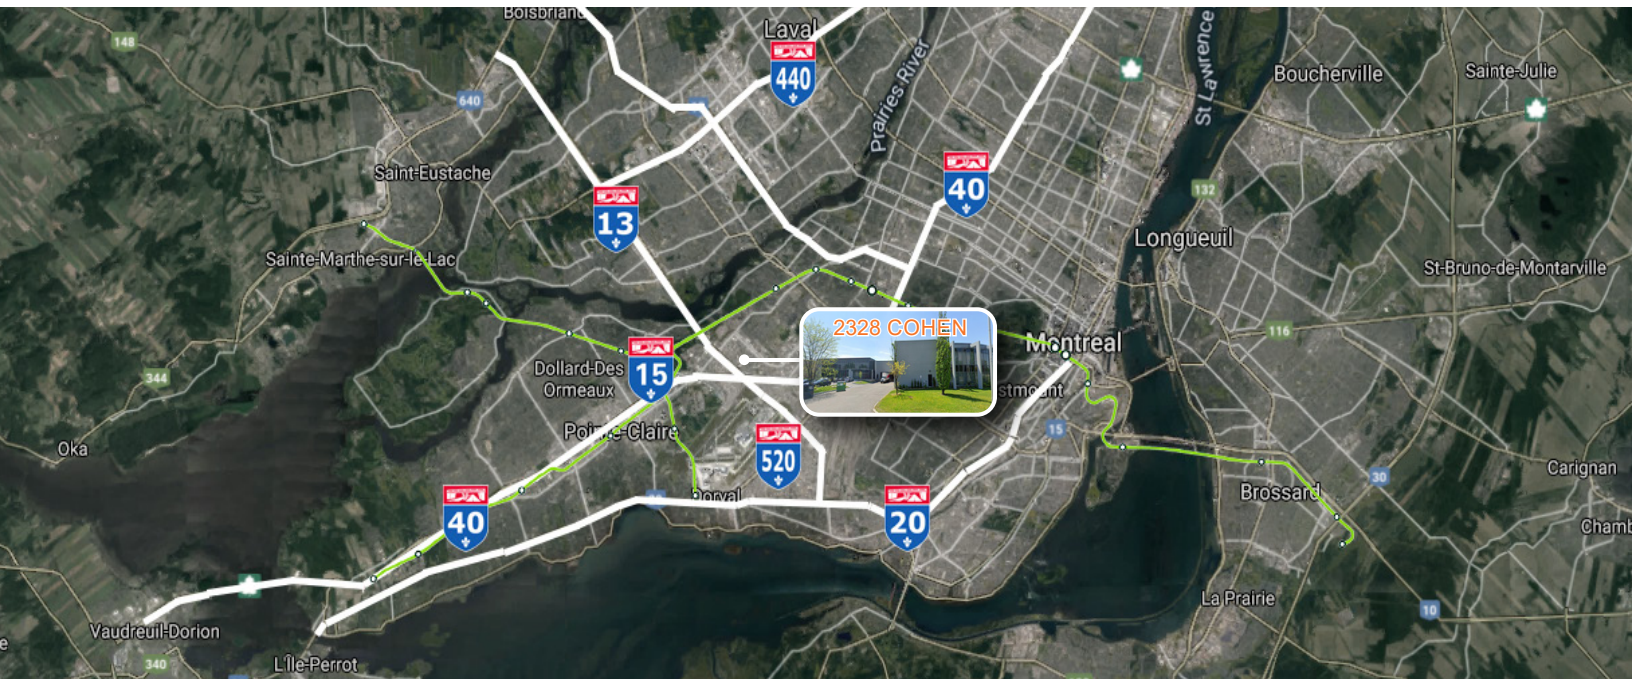 Boisbriand
Laval
148
440
Boucherville
Sainte-Julie
640
Prairies River
St Lawrence
Saint-Eustache
40
132
13
Longueuil
Sainte-Marthe-sur-le-Lac
St-Bruno-de-Montarville
2328 COHEN
116
Montreal
Dollard-Des
Ormeaux
15
344
stmount
Pointe-Claire
15
Oka
520
Carignan
30
Brossard
Dorval
40
20
Chamb
La Prairie
10
Vaudreuil-Dorion
e
340
L'Île-Perrot